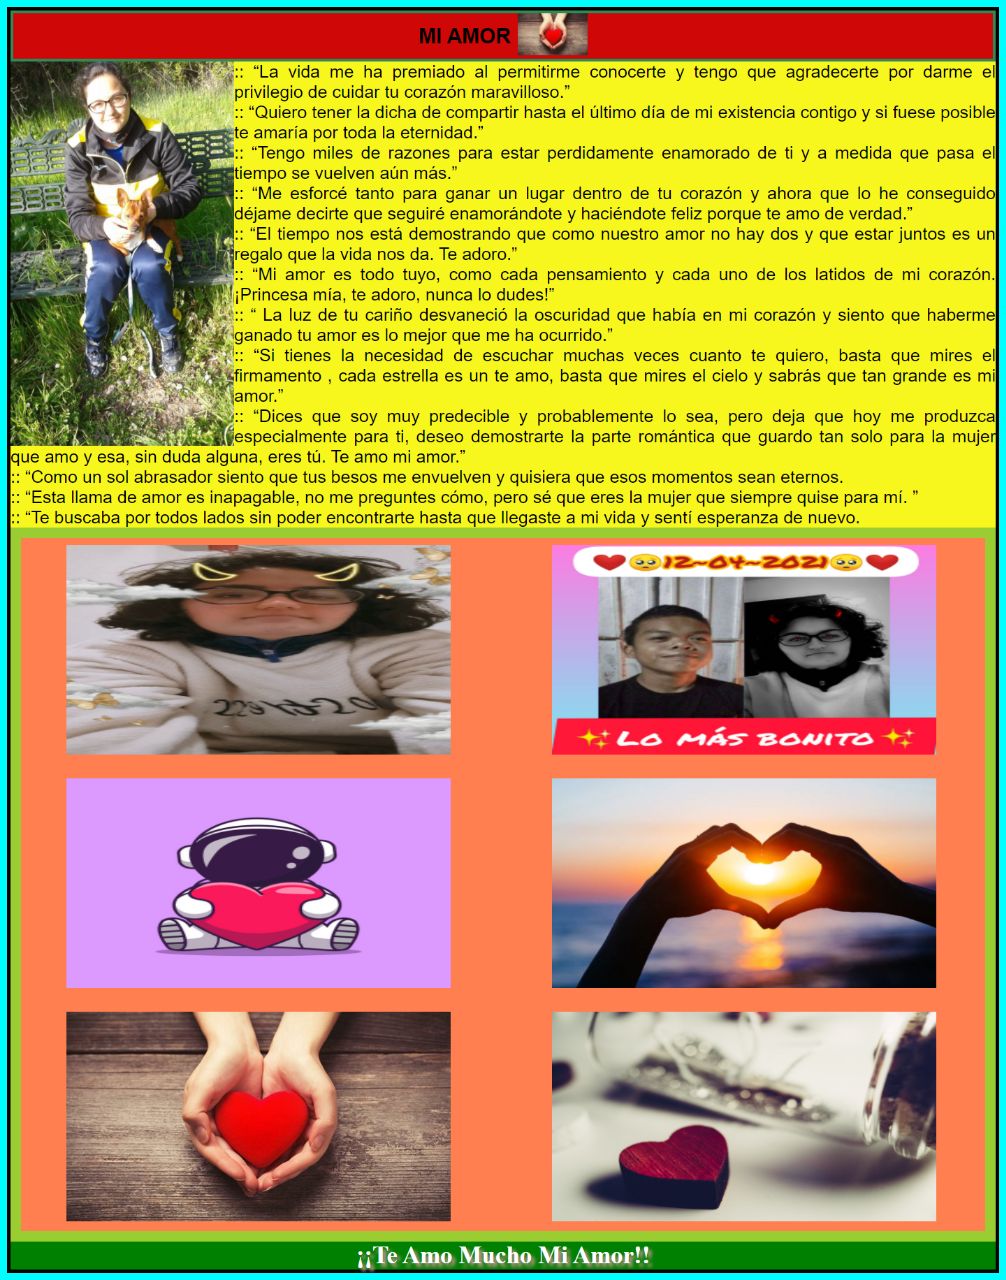 MI AMOR
:: “La vida me ha premiado al permitirme conocerte y tengo que agradecerte por darme el
privilegio de cuidar tu corazón maravilloso.”
:: “Quiero tener la dicha de compartir hasta el último día de mi existencia contigo y si fuese posible
te amaría por toda la eternidad.”
:: “Tengo miles de razones para estar perdidamente enamorado de ti y a medida que pasa el
tiempo se vuelven aún más.”
:: “Me esforcé tanto para ganar un lugar dentro de tu corazón y ahora que lo he conseguido
déjame decirte que seguiré enamorándote y haciéndote feliz porque te amo de verdad.”
:: “El tiempo nos está demostrando que como nuestro amor no hay dos y que estar juntos es un
regalo que la vida nos da. Te adoro.”
:: “Mi amor es todo tuyo, como cada pensamiento y cada uno de los latidos de mi corazón.
¡Princesa mía, te adoro, nunca lo dudes!”
:: “ La luz de tu cariño desvaneció la oscuridad que había en mi corazón y siento que haberme
ganado tu amor es lo mejor que me ha ocurrido.”
:: “Si tienes la necesidad de escuchar muchas veces cuanto te quiero, basta que mires el
firmamento , cada estrella es un te amo, basta que mires el cielo y sabrás que tan grande es mi
amor.”
:: “Dices que soy muy predecible y probablemente lo sea, pero deja que hoy me produzca
especialmente para ti, deseo demostrarte la parte romántica que guardo tan solo para la mujer
que amo y esa, sin duda alguna, eres tú. Te amo mi amor.”
:: “Como un sol abrasador siento que tus besos me envuelven y quisiera que esos momentos sean eternos.
:: “Esta llama de amor es inapagable, no me preguntes cómo, pero sé que eres la mujer que siempre quise para mí. ”
:: “Te buscaba por todos lados sin poder encontrarte hasta que llegaste a mi vida y sentí esperanza de nuevo.
❤️🥺12~04~2021🥺❤️
✨Lo más bonito✨
¡¡Te Amo Mucho Mi Amor!!